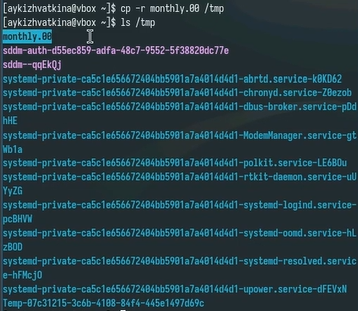 [aykizhvatkina@vbox ~]$ cp -r monthly.00 /tmp
[aykizhvatkina@vbox ~]$ ls /tmp
monthly.00
sddm-auth-d55ec859-adfa-48c7-9552-5f38820dc77e
sddm--qqEkQj
systemd-private-ca5c1e656672404bb5901a7a4014d4d1-abrtd.service-k0KD62
systemd-private-ca5c1e656672404bb5901a7a4014d4d1-chronyd.service-Z0ezob
systemd-private-ca5c1e656672404bb5901a7a4014d4d1-dbus-broker.service-pDd
hHE
systemd-private-ca5c1e656672404bb5901a7a4014d4d1-ModemManager.service-gt
Wb1a
systemd-private-ca5c1e656672404bb5901a7a4014d4d1-polkit.service-LE6BOu
systemd-private-ca5c1e656672404bb5901a7a4014d4d1-rtkit-daemon.service-uU
YyZG
systemd-private-ca5c1e656672404bb5901a7a4014d4d1-systemd-logind.service-
pcBHVW
systemd-private-ca5c1e656672404bb5901a7a4014d4d1-systemd-oomd.service-hL
zBOD
systemd-private-ca5c1e656672404bb5901a7a4014d4d1-systemd-resolved.servic
e-hFMcjO
systemd-private-ca5c1e656672404bb5901a7a4014d4d1-upower.service-dFEVxN
Temp-07c31215-3c6b-4108-84f4-445e1497d69c